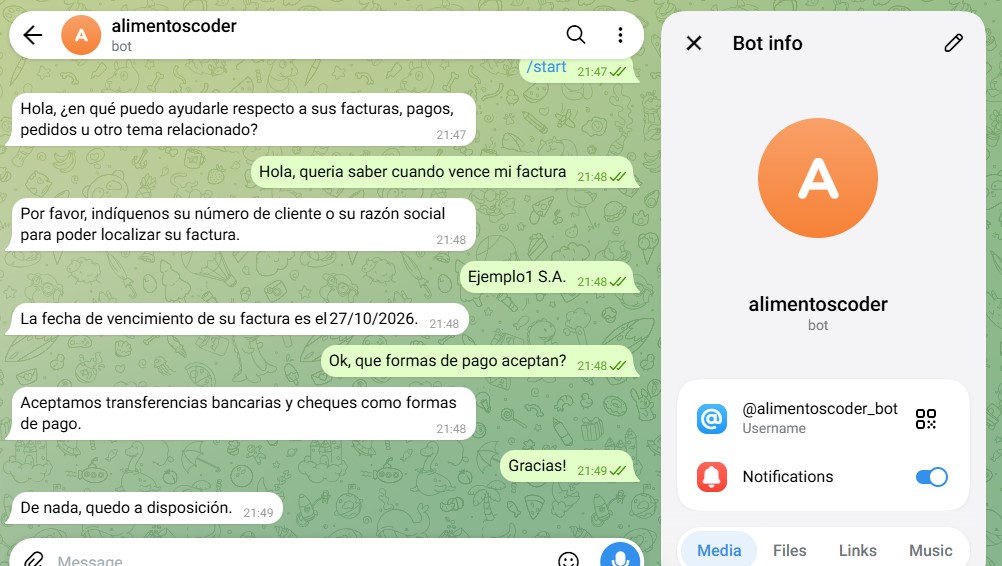 alimentoscoder
bot
/start 21:47
Hola, ¿en qué puedo ayudarle respecto a sus facturas, pagos,
pedidos u otro tema relacionado?
21:47
Hola, queria saber cuando vence mi factura 21:48
Por favor, indíquenos su número de cliente o su razón social
para poder localizar su factura.
21:48
Ejemplo1 S.A. 21:48
La fecha de vencimiento de su factura es el 27/10/2026. 21:48
Ok, que formas de pago aceptan? 21:48
Aceptamos transferencias bancarias y cheques como formas
de pago.
21:48
Gracias! 21:49
De nada, quedo a disposición. 21:49
Message
Bot info
A
A
alimentoscoder
bot
@alimentoscoder_bot
Username
Notifications
Media Files Links Music